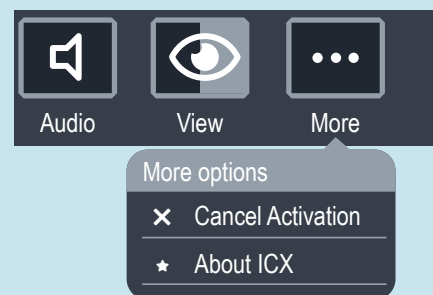 Audio
View
More
More options
Cancel Activation
About ICX